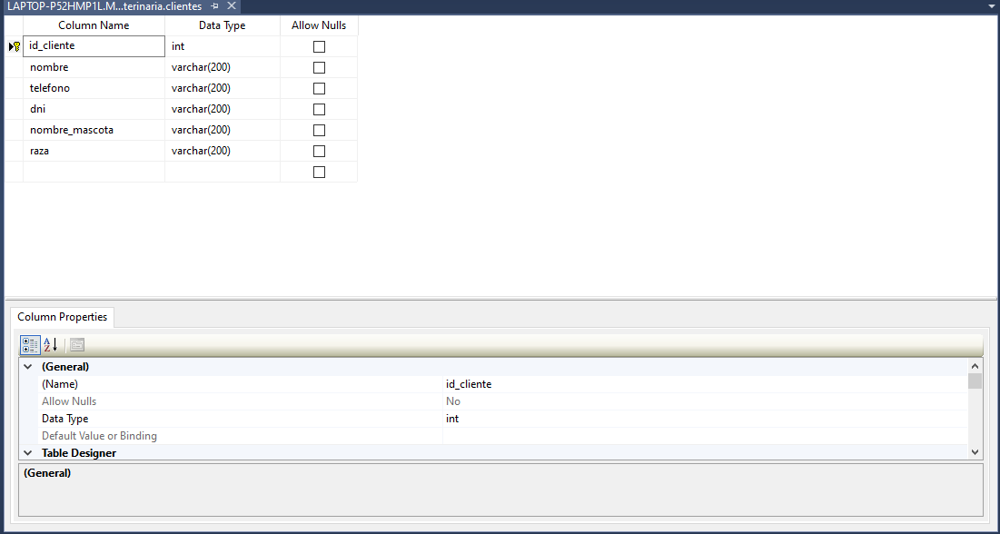 LAPTOP-P52HMP1L.M...terinaria.clientes
Column Name Data Type Allow Nulls
id_cliente int
nombre varchar(200)
telefono varchar(200)
dni varchar(200)
nombre_mascota varchar(200)
raza varchar(200)
Column Properties
(General)
(Name) id_cliente
Allow Nulls No
Data Type int
Default Value or Binding
Table Designer
(General)